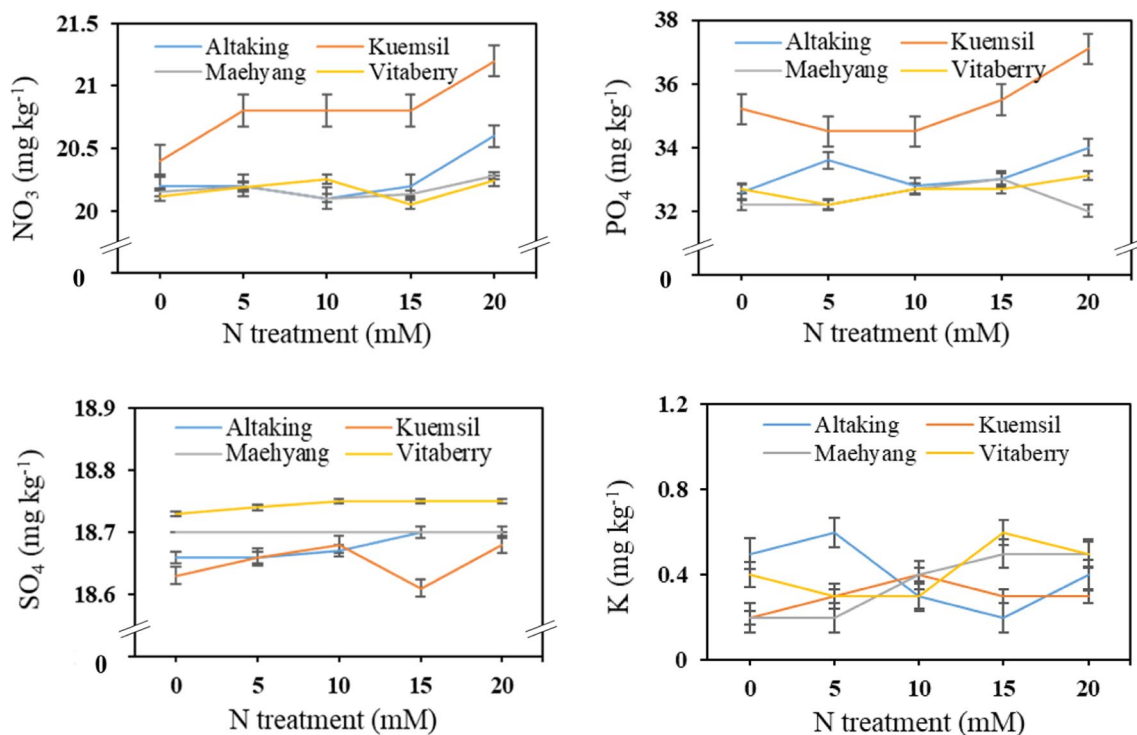 21.5
21
20.5
20
0
NO3 (mg kg-1)
Altaking Kuemsil
Maehyang Vitaberry
0 5 10 15 20
N treatment (mM)
38
36
34
32
0
PO4 (mg kg-1)
Altaking Kuemsil
Maehyang Vitaberry
0 5 10 15 20
N treatment (mM)
18.9
18.8
18.7
18.6
0
SO4 (mg kg-1)
Altaking Kuemsil
Maehyang Vitaberry
0 5 10 15 20
N treatment (mM)
1.2
0.8
0.4
0
K (mg kg-1)
Altaking Kuemsil
Maehyang Vitaberry
0 5 10 15 20
N treatment (mM)